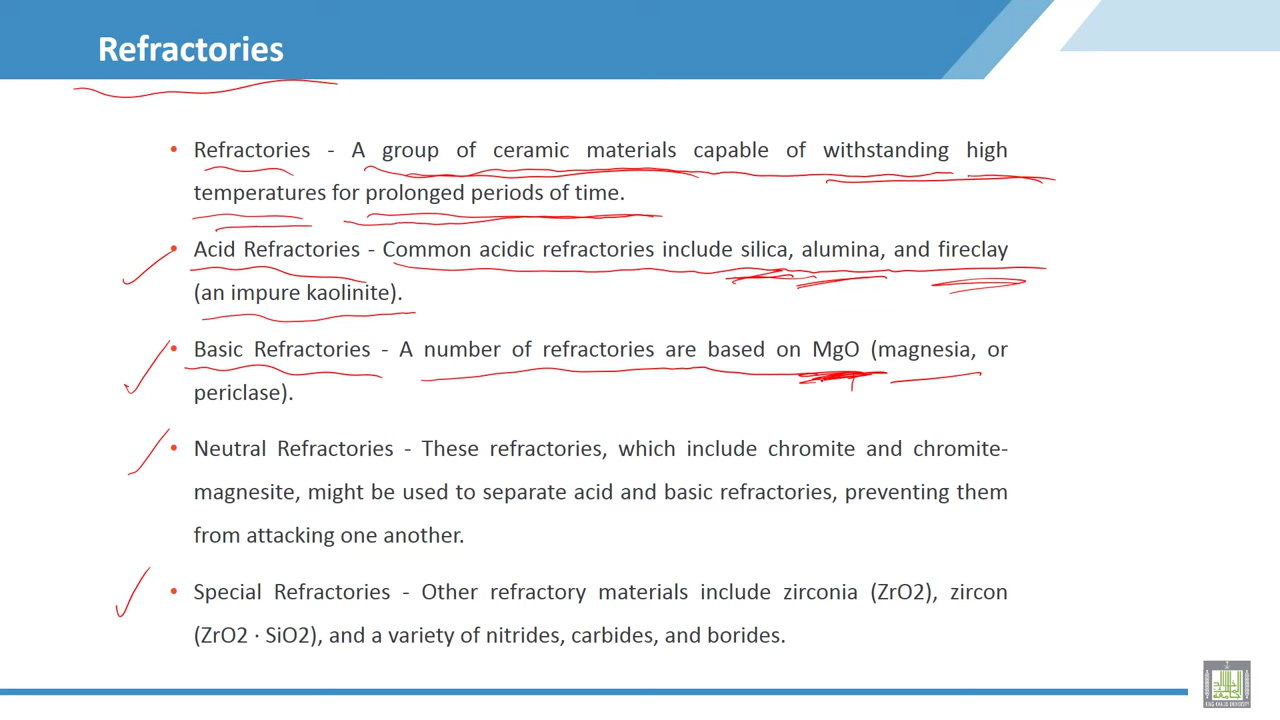 Refractories
• Refractories - A group of ceramic materials capable of withstanding high
temperatures for prolonged periods of time.
• Acid Refractories - Common acidic refractories include silica, alumina, and fireclay
(an impure kaolinite).
• Basic Refractories - A number of refractories are based on MgO (magnesia, or
periclase).
• Neutral Refractories - These refractories, which include chromite and chromite-
magnesite, might be used to separate acid and basic refractories, preventing them
from attacking one another.
• Special Refractories - Other refractory materials include zirconia (ZrO2), zircon
(ZrO2 · SiO2), and a variety of nitrides, carbides, and borides.
KING KHALID UNIVERSITY